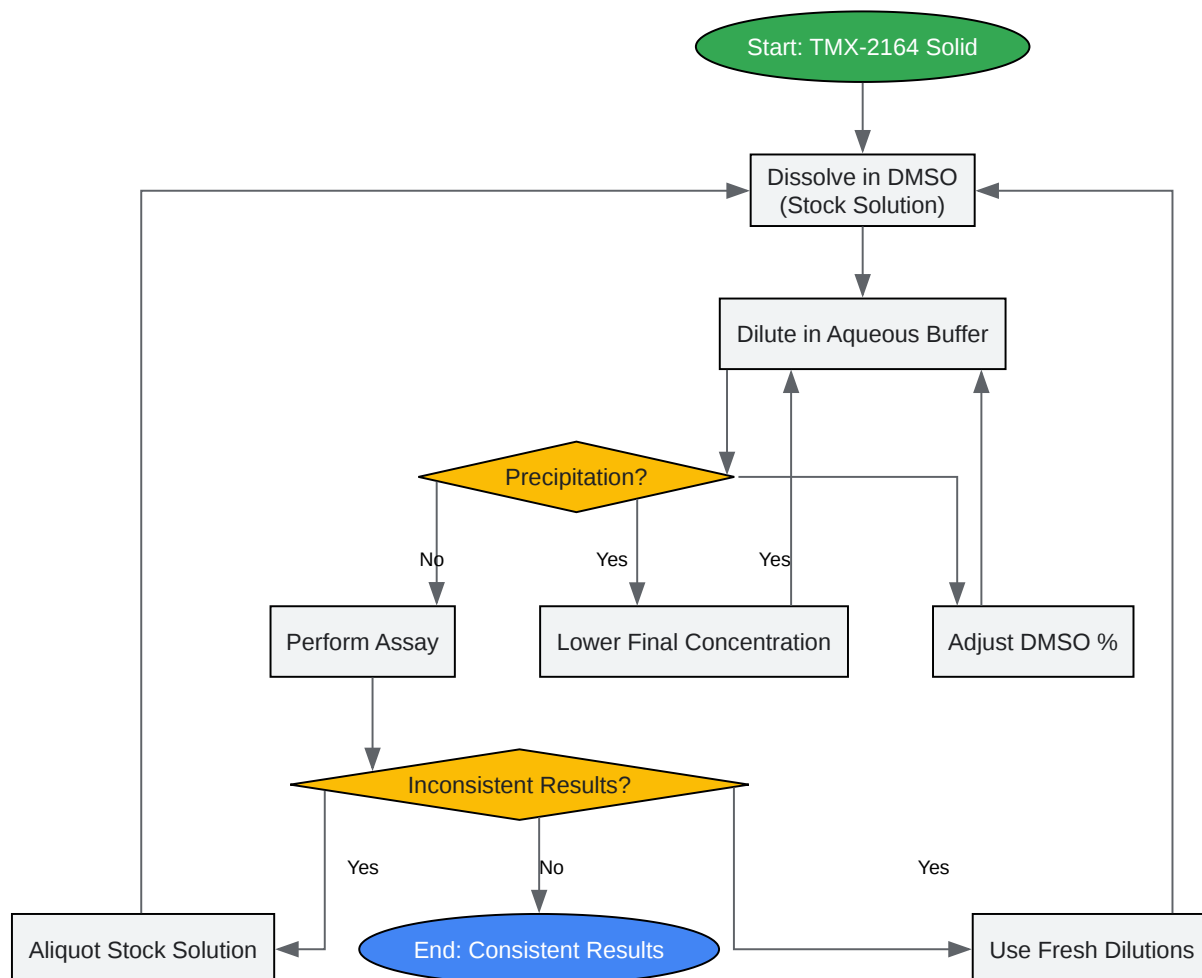 Start: TMX-2164 Solid
Dissolve in DMSO
(Stock Solution)
Dilute in Aqueous Buffer
Precipitation?
No
Yes
Yes
Perform Assay
Lower Final Concentration
Adjust DMSO %
Inconsistent Results?
Yes
No
Yes
Aliquot Stock Solution
End: Consistent Results
Use Fresh Dilutions